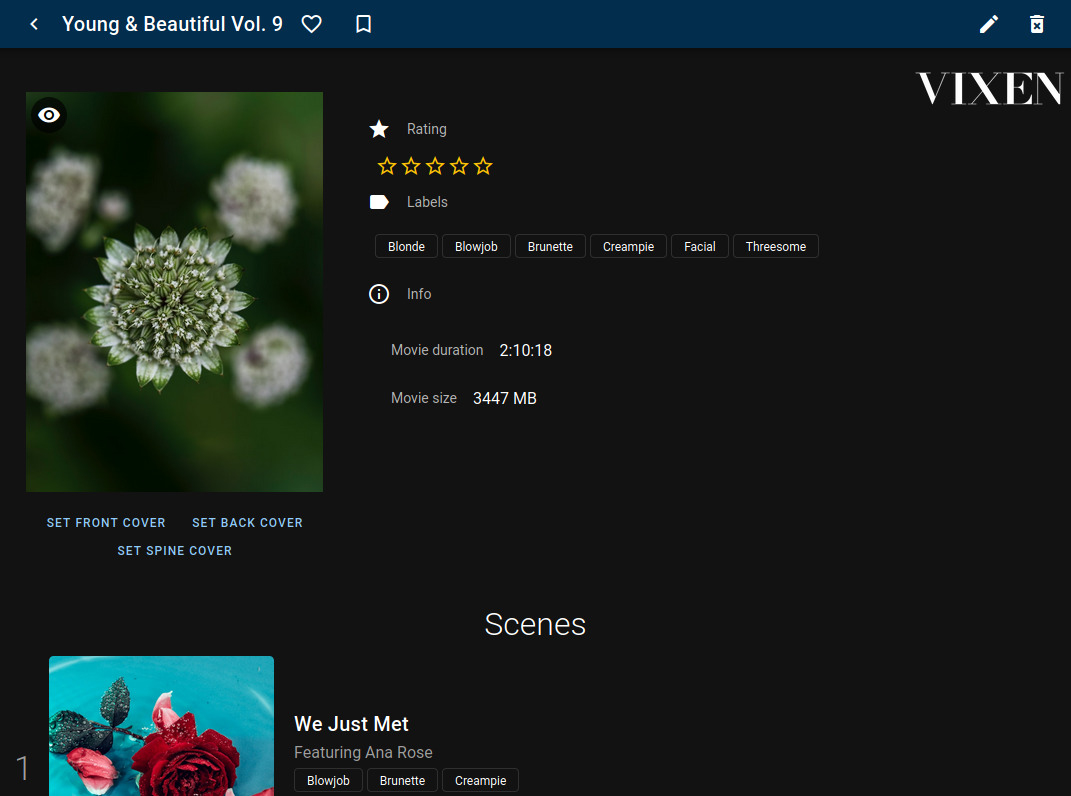 Young & Beautiful Vol. 9
VIXEN
Rating
Labels
Blonde Blowjob Brunette Creampie Facial Threesome
Info
Movie duration 2:10:18
Movie size 3447 MB
SET FRONT COVER SET BACK COVER
SET SPINE COVER
Scenes
1
We Just Met
Featuring Ana Rose
Blowjob Brunette Creampie